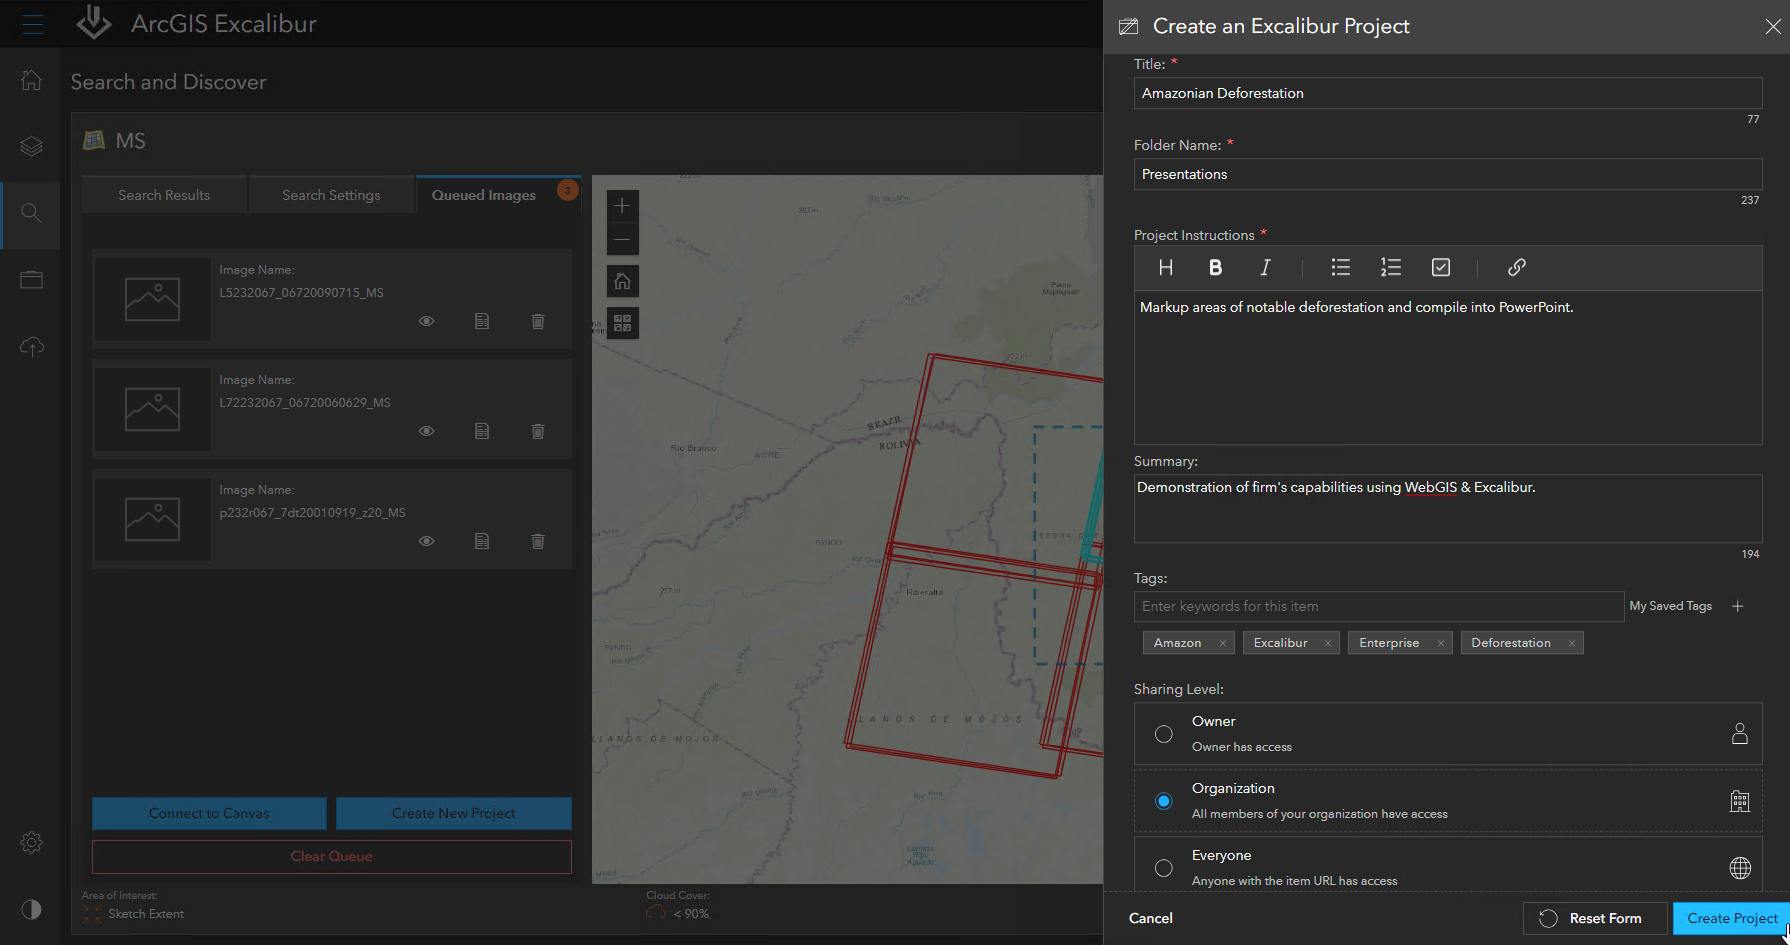 ArcGIS Excalibur
Search and Discover
MS
Search Results
Search Settings
Queued Images
3
Image Name:
L5232067_06720090715_MS
Image Name:
L72232067_06720060629_MS
Image Name:
p232r067_7dt20010919_z20_MS
Connect to Canvas
Create New Project
Clear Queue
BRAZIL
BOLIVIA
Rio Branco
ACRE
PANDO
Riberalta
277 m
LLANOS DE MOJOS
LLANOS DE MOJOS
Area of Interest:
Sketch Extent
Cloud Cover:
< 90%
Create an Excalibur Project
Title: *
Amazonian Deforestation
77
Folder Name: *
Presentations
237
Project Instructions *
H B I
Markup areas of notable deforestation and compile into PowerPoint.
Summary:
Demonstration of firm's capabilities using WebGIS & Excalibur.
194
Tags:
Enter keywords for this item
My Saved Tags +
Amazon ×
Excalibur ×
Enterprise ×
Deforestation ×
Sharing Level:
Owner
Owner has access
Organization
All members of your organization have access
Everyone
Anyone with the item URL has access
Cancel
Reset Form
Create Project